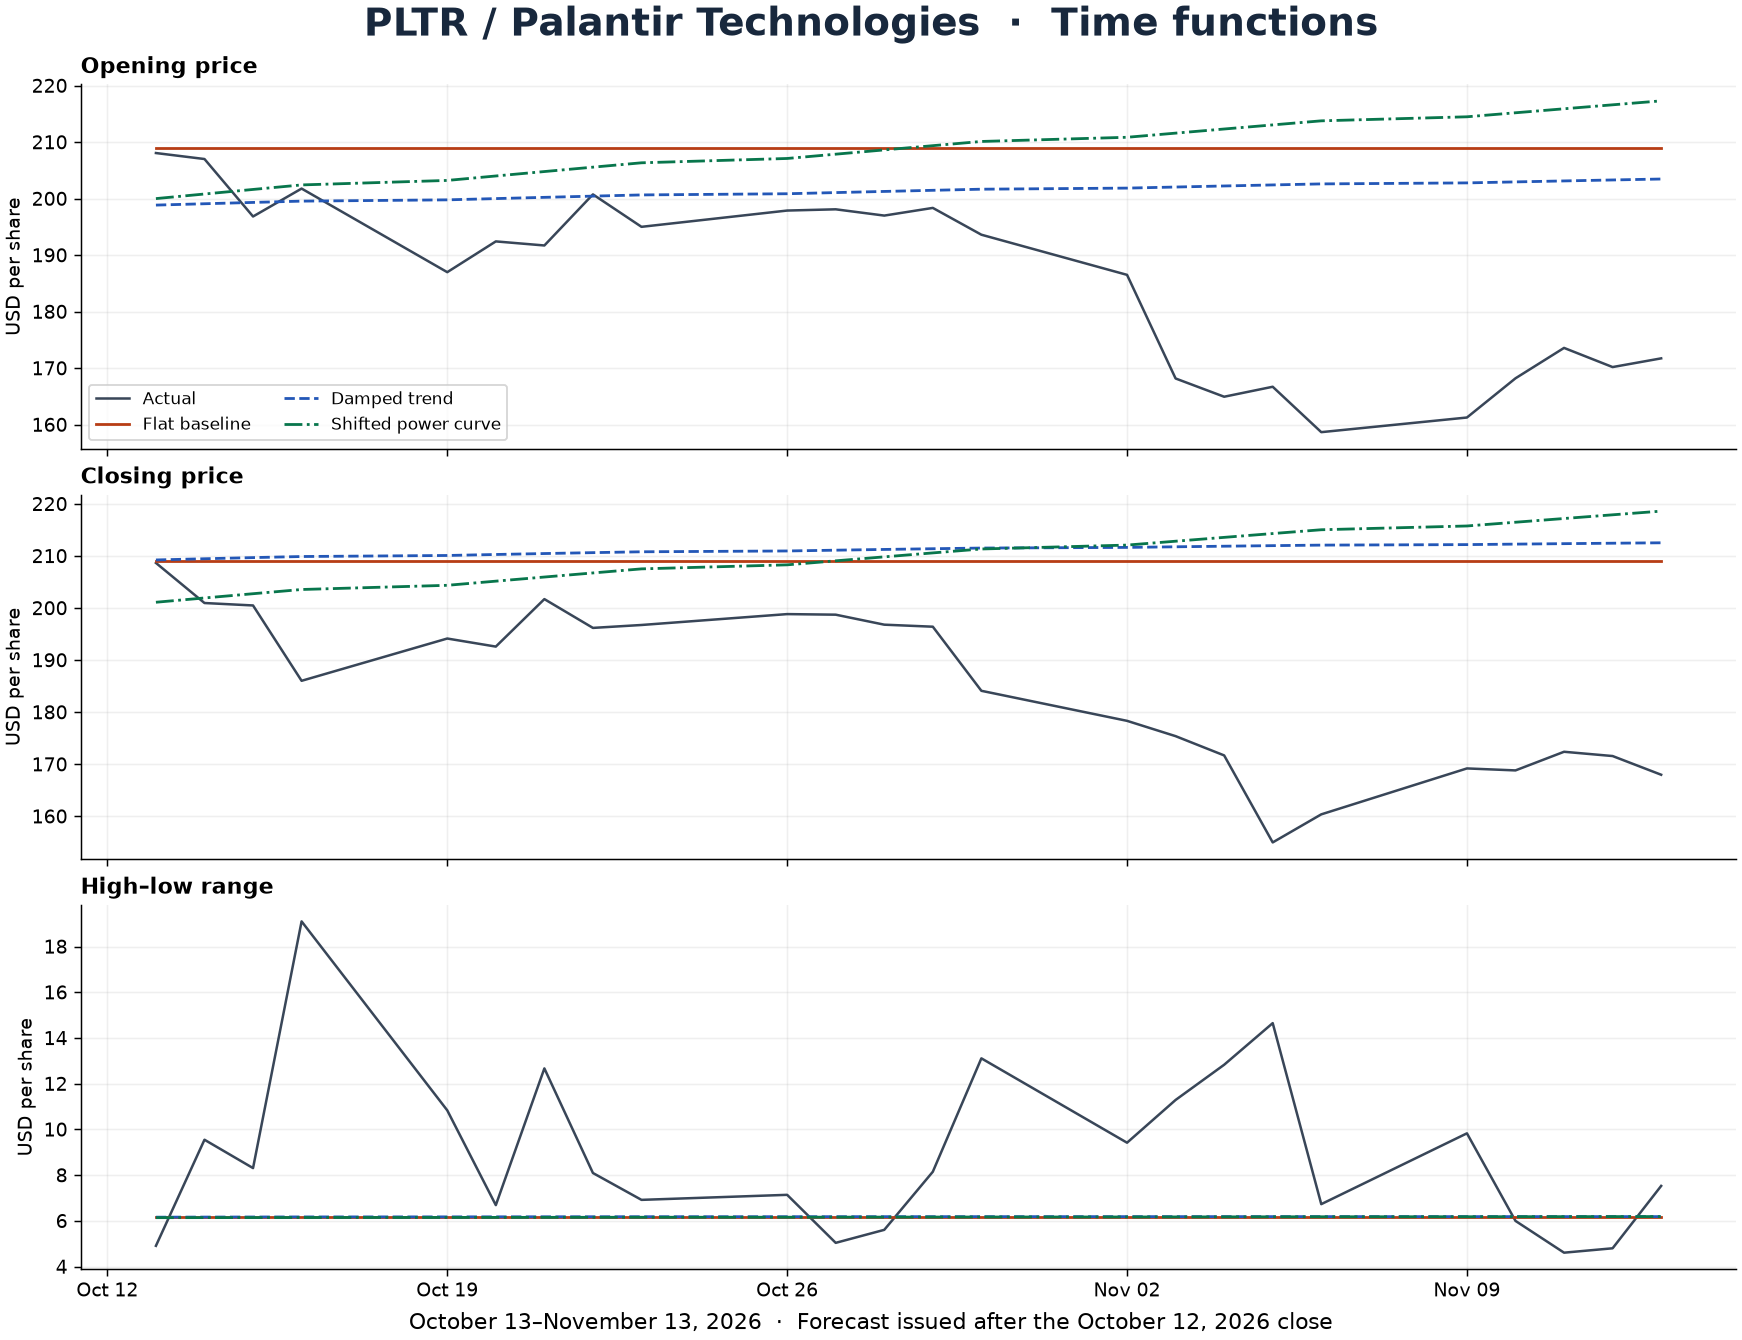 PLTR / Palantir Technologies · Time functions
Opening price
220
210
200
190
180
170
160
USD per share
Actual
Flat baseline
Damped trend
Shifted power curve
Closing price
220
210
200
190
180
170
160
USD per share
High–low range
18
16
14
12
10
8
6
4
USD per share
Oct 12
Oct 19
Oct 26
Nov 02
Nov 09
October 13–November 13, 2026 · Forecast issued after the October 12, 2026 close